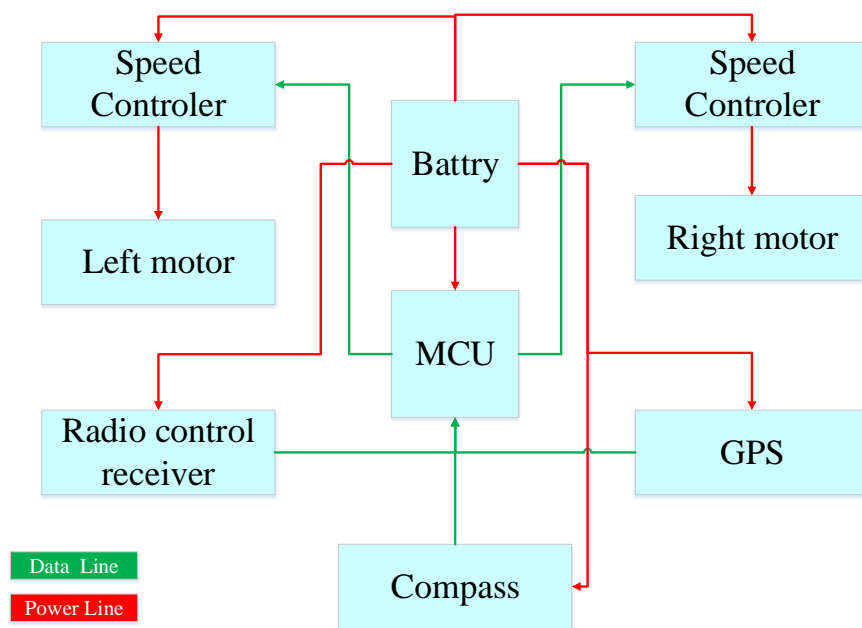 Speed
Controler
Speed
Controler
Battry
Left motor
Right motor
MCU
Radio control
receiver
GPS
Compass
Data Line
Power Line